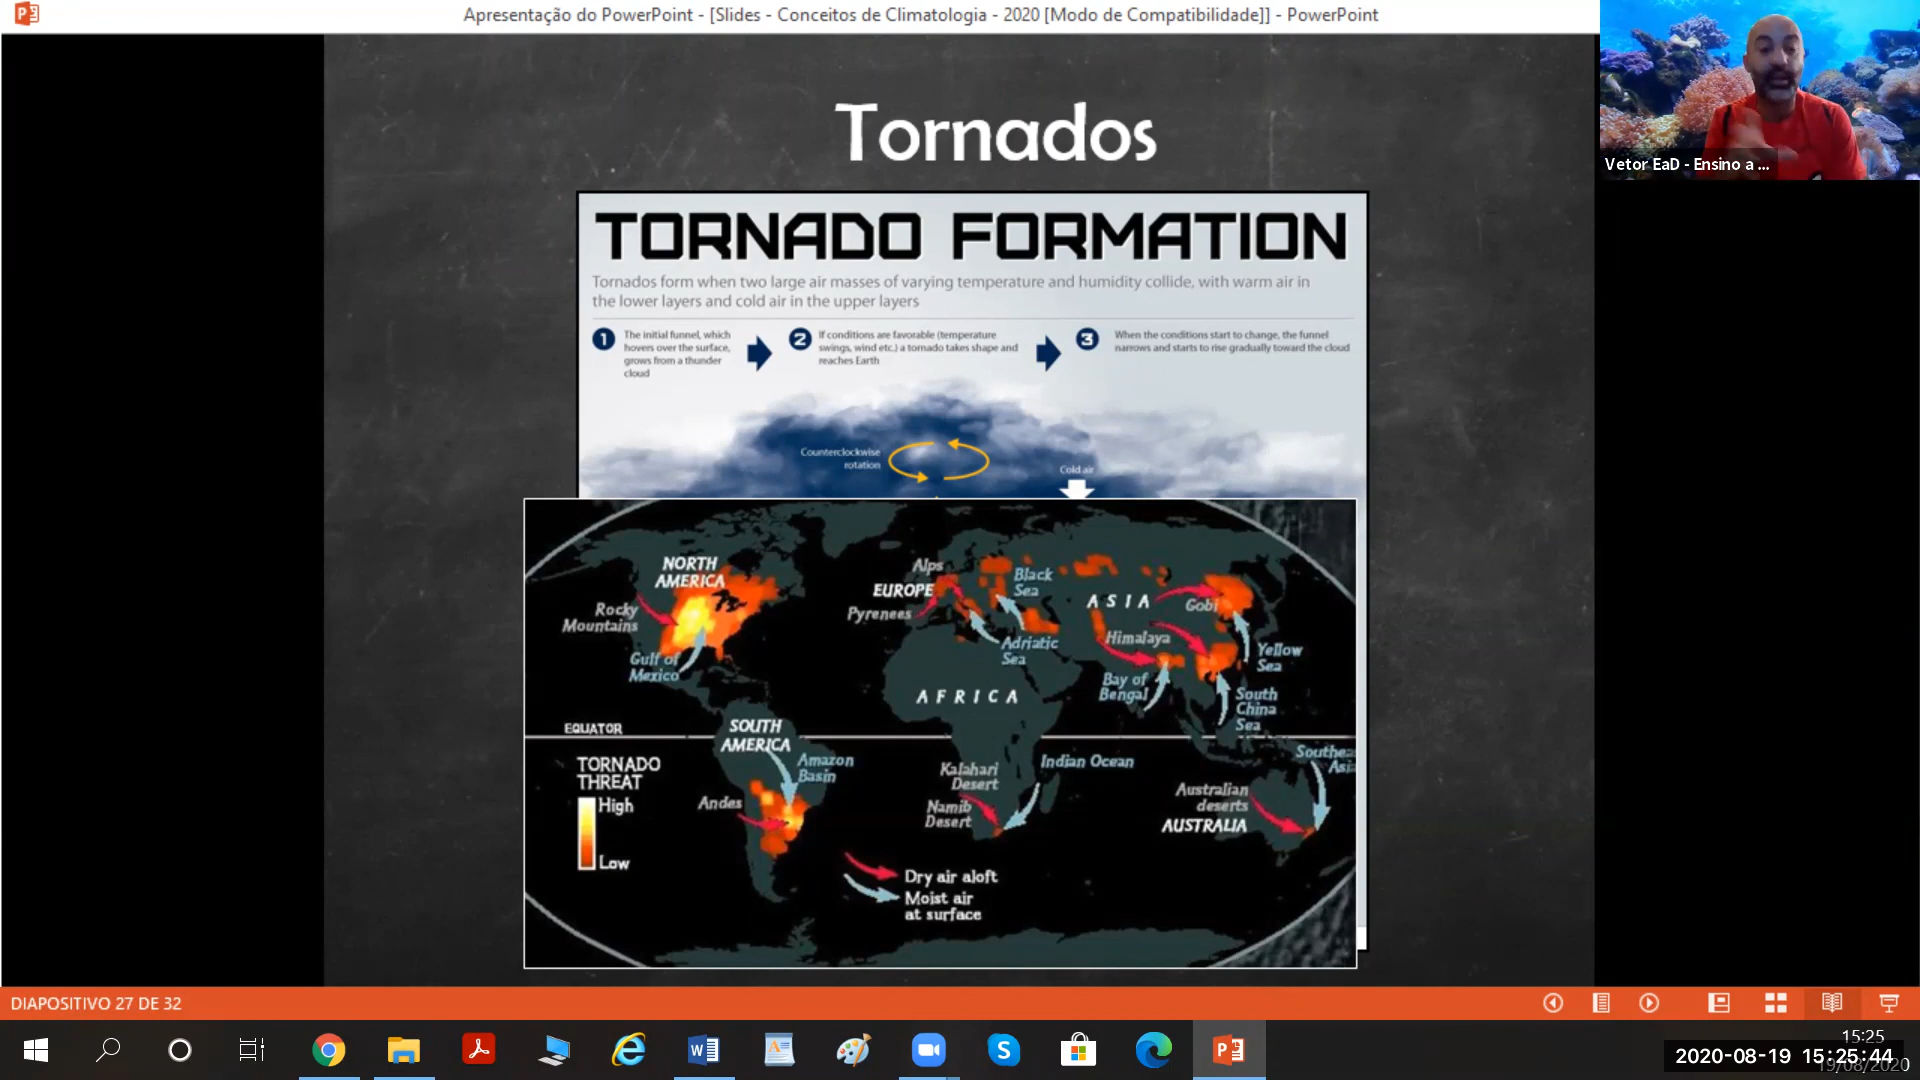 Apresentação do PowerPoint - [Slides - Conceitos de Climatologia - 2020 [Modo de Compatibilidade]] - PowerPoint
Vetor EaD - Ensino a ...
Tornados
TORNADO FORMATION
Tornados form when two large air masses of varying temperature and humidity collide, with warm air in
the lower layers and cold air in the upper layers
1
The initial funnel, which
hovers over the surface,
grows from a thunder
cloud
2
If conditions are favorable (temperature
swings, wind etc.) a tornado takes shape and
reaches Earth
3
When the conditions start to change, the funnel
narrows and starts to rise gradually toward the cloud
Counterclockwise
rotation
Cold air
NORTH
AMERICA
Rocky
Mountains
Gulf of
Mexico
Alps
EUROPE
Pyrenees
Black
Sea
Adriatic
Sea
ASIA
Gobi
Himalaya
Bay of
Bengal
Yellow
Sea
South
China
Sea
AFRICA
EQUATOR
SOUTH
AMERICA
Amazon
Basin
Andes
Kalahari
Desert
Namib
Desert
Indian Ocean
Southea
Asi
Australian
deserts
AUSTRALIA
TORNADO
THREAT
High
Low
Dry air aloft
Moist air
at surface
DIAPOSITIVO 27 DE 32
15:25
2020-08-19 15:25:44
19/08/2020